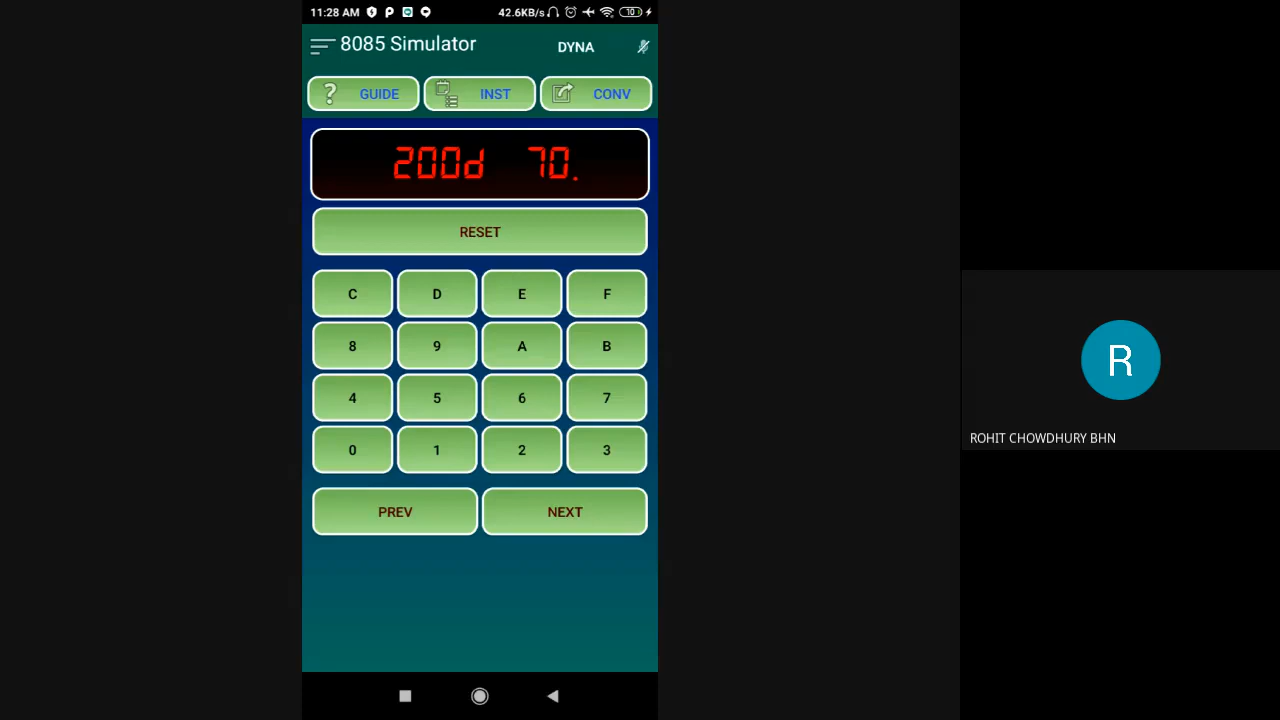 11:28 AM 42.6KB/s 10
8085 Simulator DYNA
? GUIDE INST CONV
200d 70.
RESET
C D E F
8 9 A B
4 5 6 7
0 1 2 3
PREV NEXT
R
ROHIT CHOWDHURY BHN